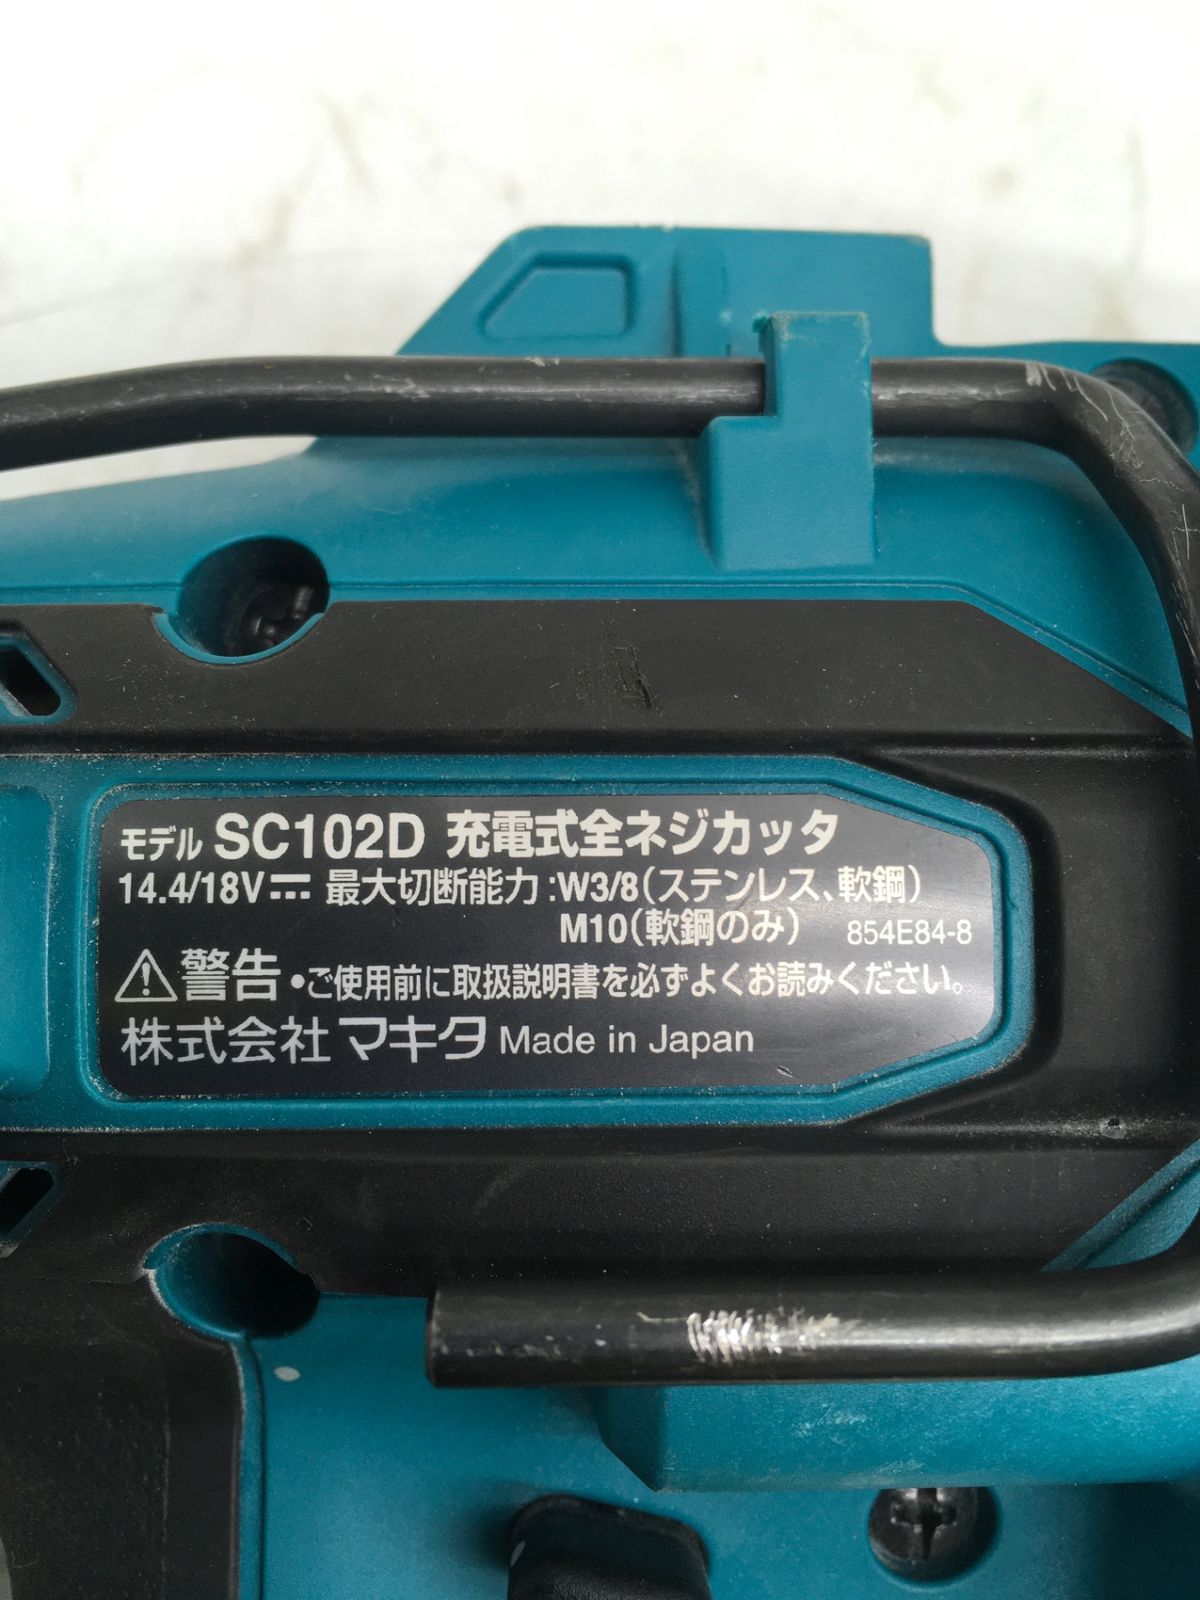 モデル SC102D 充電式全ネジカッタ
14.4/18V⎓ 最大切断能力:W3/8(ステンレス、軟鋼)
M10(軟鋼のみ) 854E84-8
⚠警告 •ご使用前に取扱説明書を必ずよくお読みください。
株式会社マキタ Made in Japan